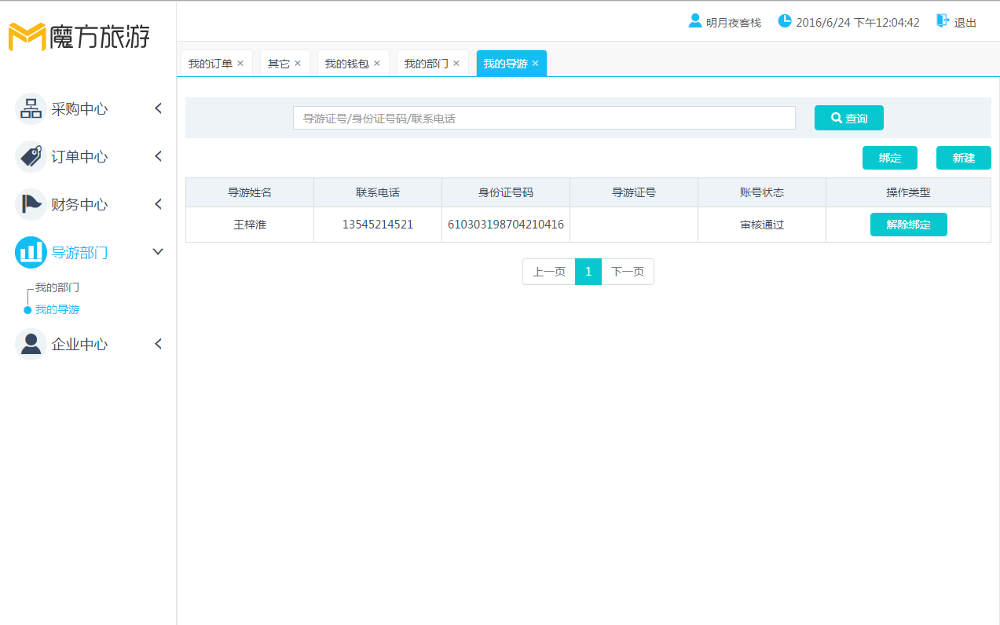 魔方旅游
明月夜客栈 2016/6/24 下午12:04:42 退出
我的订单 × 其它 × 我的钱包 × 我的部门 × 我的导游 ×
采购中心
订单中心
财务中心
导游部门
我的部门
我的导游
企业中心
导游证号/身份证号码/联系电话 查询
绑定 新建
导游姓名 联系电话 身份证号码 导游证号 账号状态 操作类型
王梓淮 13545214521 610303198704210416 审核通过 解除绑定
上一页 1 下一页